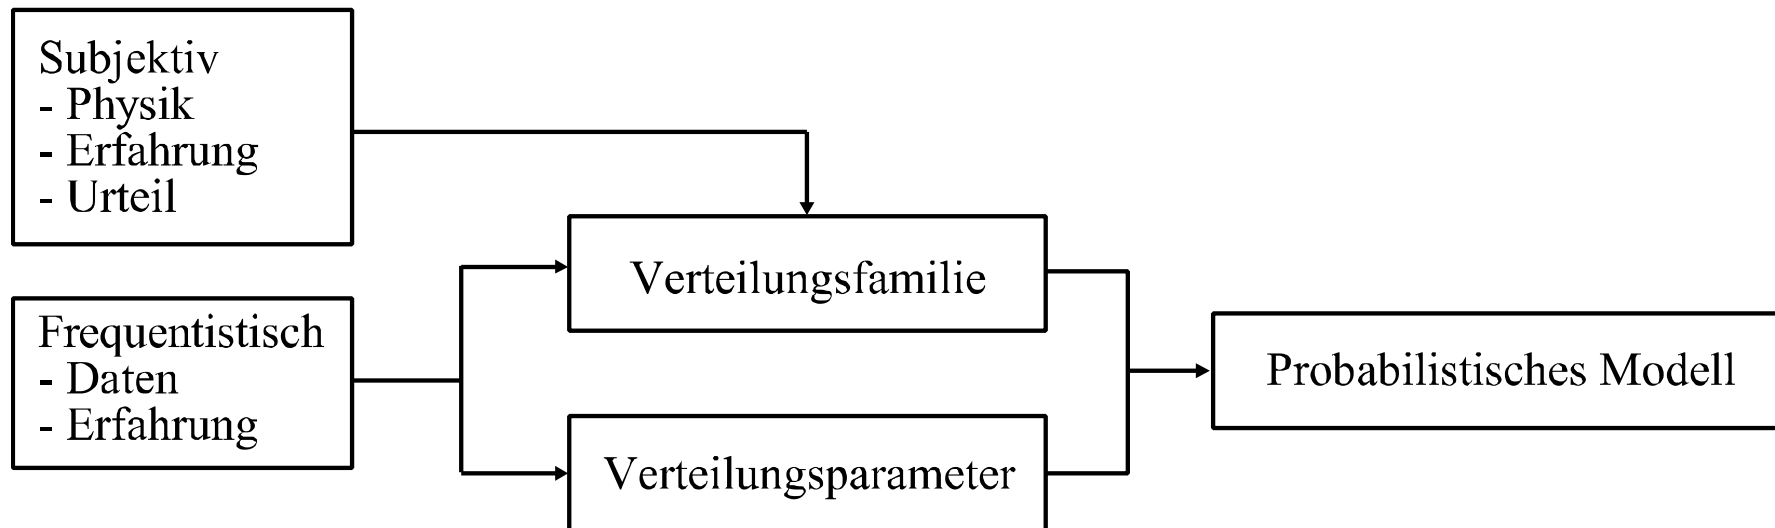 Subjektiv
- Physik
- Erfahrung
- Urteil
Verteilungsfamilie
Frequentistisch
- Daten
- Erfahrung
Probabilistisches Modell
Verteilungsparameter